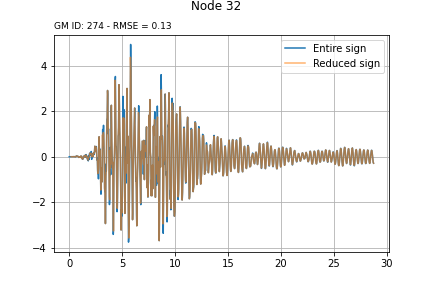 Node 32
GM ID: 274 - RMSE = 0.13
Entire sign
Reduced sign
4
2
0
−2
−4
0 5 10 15 20 25 30